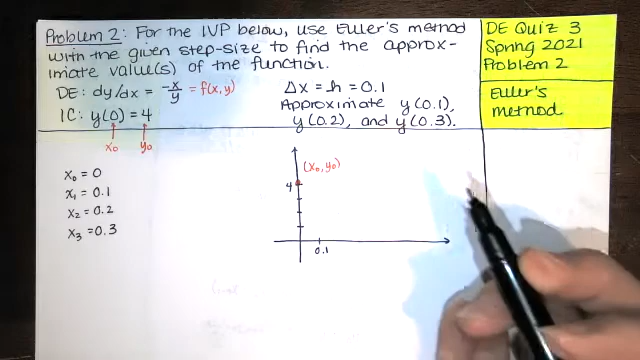 Problem 2: For the IVP below, use Euler's method
with the given step-size to find the approx-
imate value(s) of the function.
DE: dy/dx = -x/y = f(x,y)
IC: y(0) = 4
x₀ y₀
Δx = h = 0.1
Approximate y(0.1),
y(0.2), and y(0.3).
DE Quiz 3
Spring 2021
Problem 2
Euler's
method
x₀ = 0
x₁ = 0.1
x₂ = 0.2
x₃ = 0.3
(x₀, y₀)
4
0.1